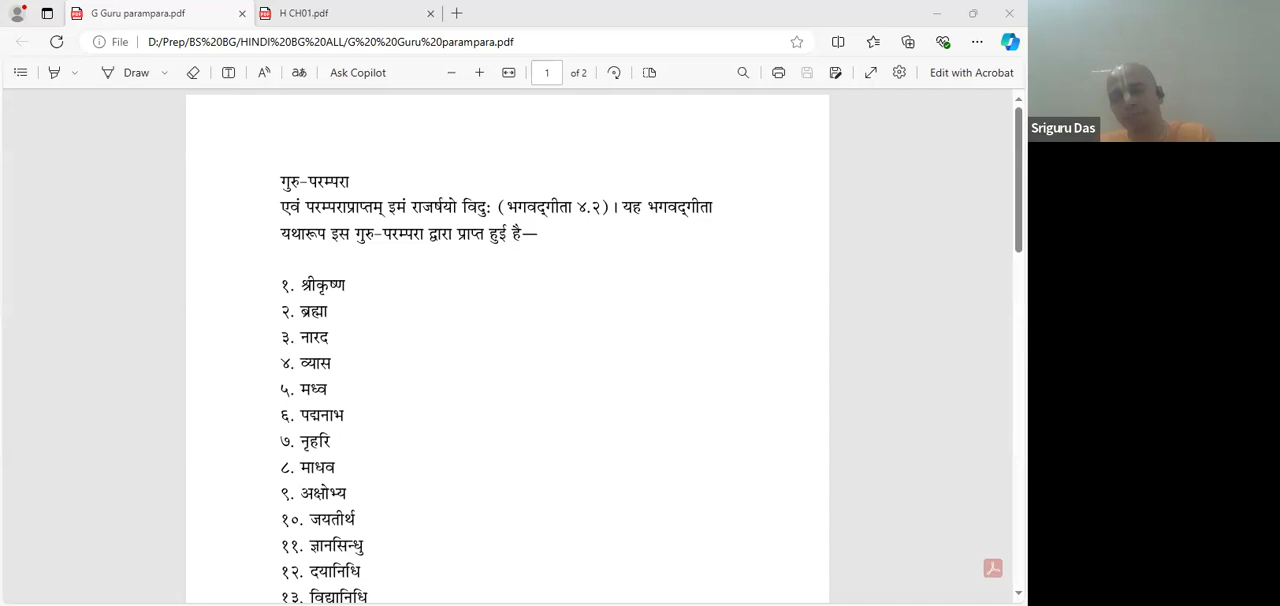 G Guru parampara.pdf
H CH01.pdf
File
D:/Prep/BS%20BG/HINDI%20BG%20ALL/G%20%20Guru%20parampara.pdf
Draw
aあ
Ask Copilot
1
of 2
Edit with Acrobat
Sriguru Das
गुरु-परम्परा
एवं परम्पराप्राप्तम् इमं राजर्षयो विदु: (भगवद्‌गीता ४.२)। यह भगवद्‌गीता
यथारूप इस गुरु-परम्परा द्वारा प्राप्त हुई है—
१. श्रीकृष्ण
२. ब्रह्मा
३. नारद
४. व्यास
५. मध्व
६. पद्मनाभ
७. नृहरि
८. माधव
९. अक्षोभ्य
१०. जयतीर्थ
११. ज्ञानसिन्धु
१२. दयानिधि
१३. विद्यानिधि